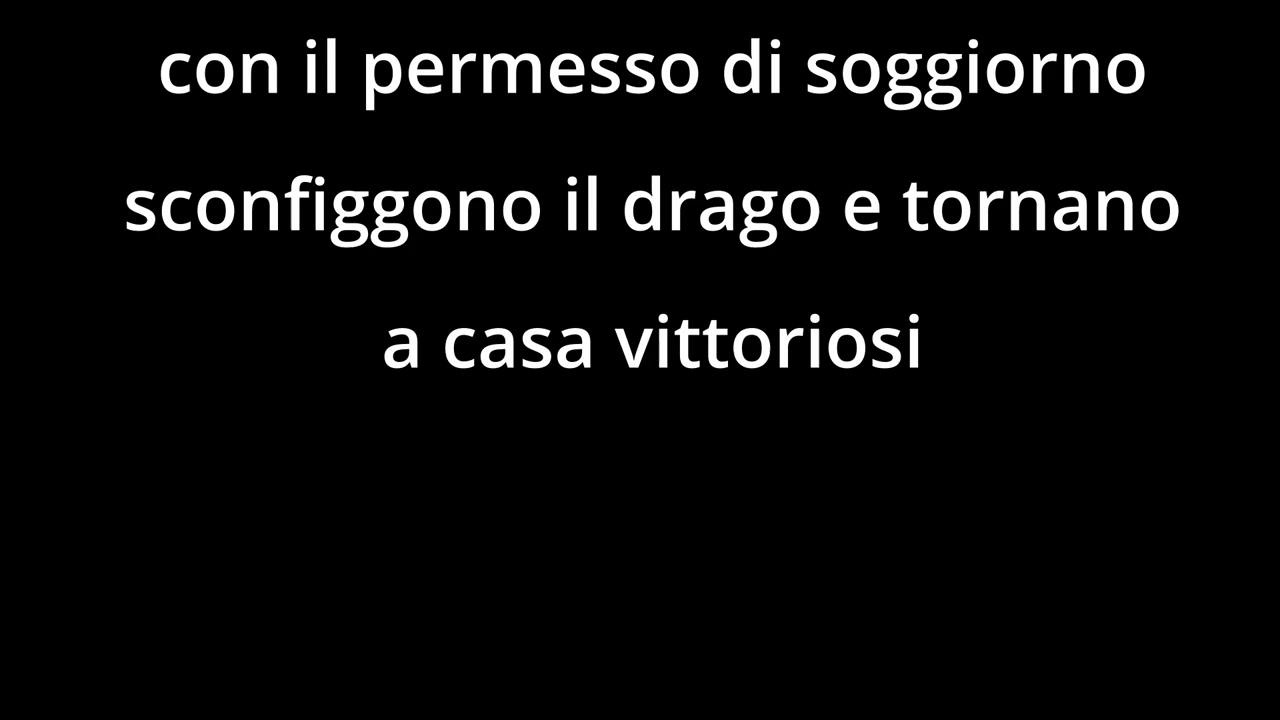 con il permesso di soggiorno
sconfiggono il drago e tornano
a casa vittoriosi